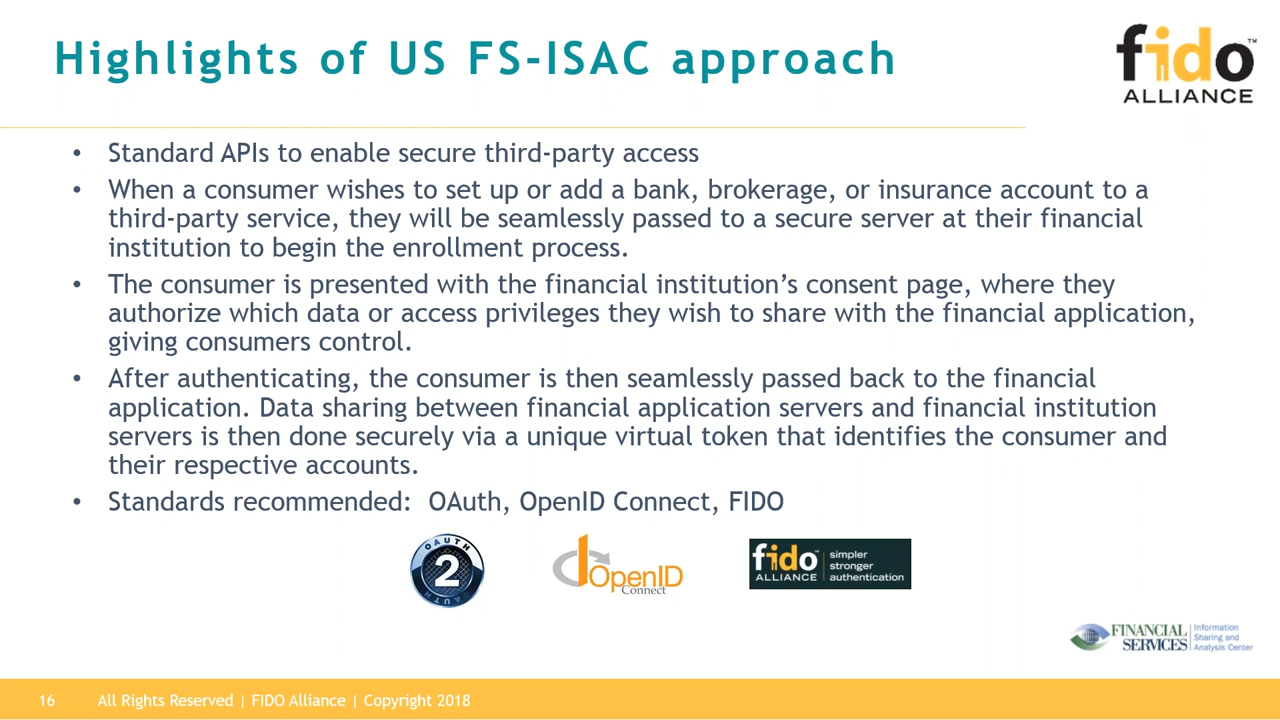 Highlights of US FS-ISAC approach
fido™
ALLIANCE
• Standard APIs to enable secure third-party access
• When a consumer wishes to set up or add a bank, brokerage, or insurance account to a
third-party service, they will be seamlessly passed to a secure server at their financial
institution to begin the enrollment process.
• The consumer is presented with the financial institution’s consent page, where they
authorize which data or access privileges they wish to share with the financial application,
giving consumers control.
• After authenticating, the consumer is then seamlessly passed back to the financial
application. Data sharing between financial application servers and financial institution
servers is then done securely via a unique virtual token that identifies the consumer and
their respective accounts.
• Standards recommended:  OAuth, OpenID Connect, FIDO
OAUTH
2
OAUTH
OpenID
Connect
fido™
ALLIANCE
simpler
stronger
authentication
FINANCIAL
SERVICES
Information
Sharing and
Analysis Center
16 All Rights Reserved | FIDO Alliance | Copyright 2018